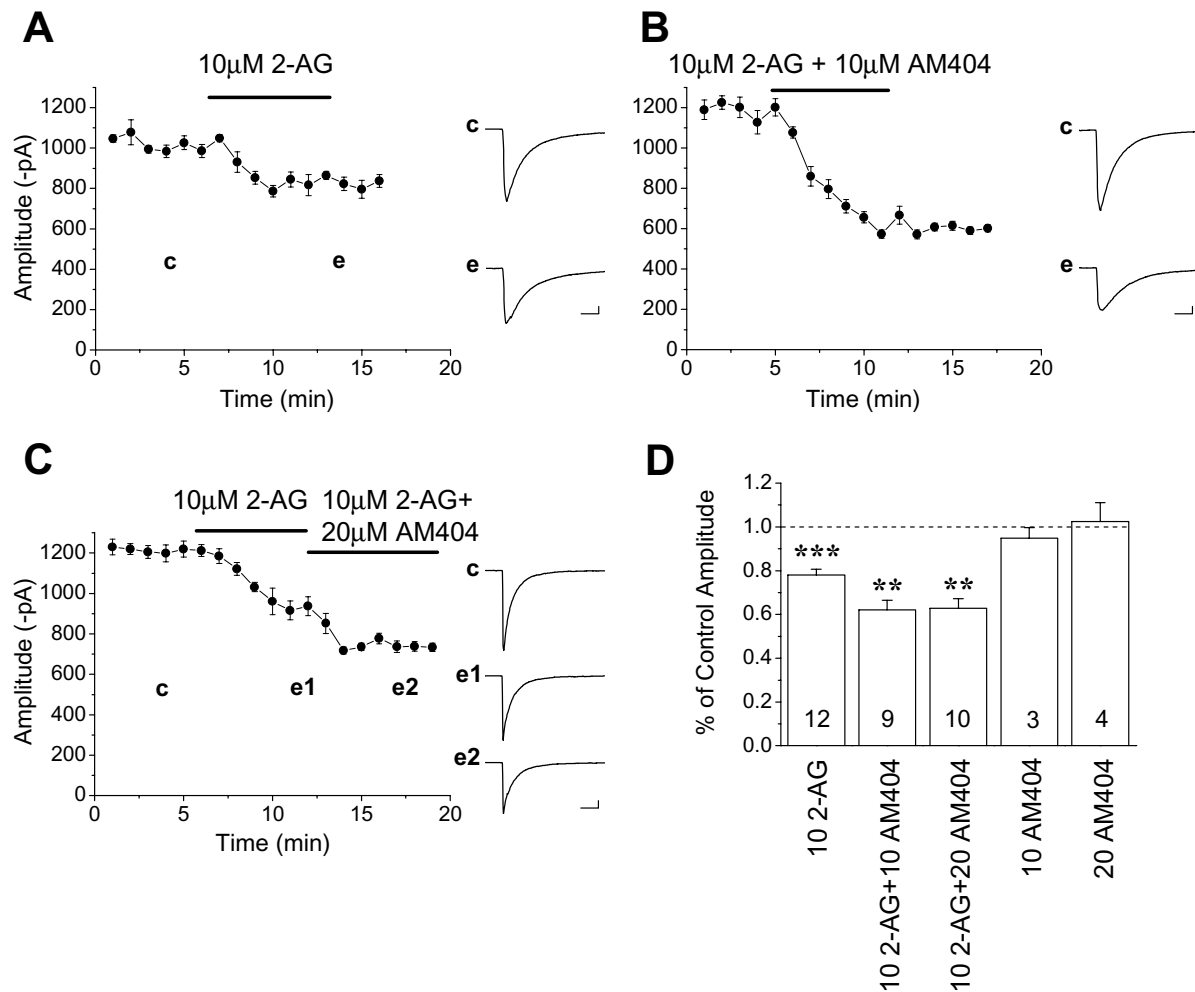 A
10μM 2-AG
Amplitude (-pA)
1200
1000
800
600
400
200
0
c
e
0
5
10
15
20
Time (min)
c
e
B
10μM 2-AG + 10μM AM404
1200
1000
800
600
400
200
0
0
5
10
15
20
Time (min)
c
e
C
10μM 2-AG
10μM 2-AG+
20μM AM404
Amplitude (-pA)
1200
1000
800
600
400
200
0
c
e1
e2
0
5
10
15
20
Time (min)
c
e1
e2
D
% of Control Amplitude
1.2
1.0
0.8
0.6
0.4
0.2
0.0
***
**
**
12
9
10
3
4
10 2-AG
10 2-AG+10 AM404
10 2-AG+20 AM404
10 AM404
20 AM404